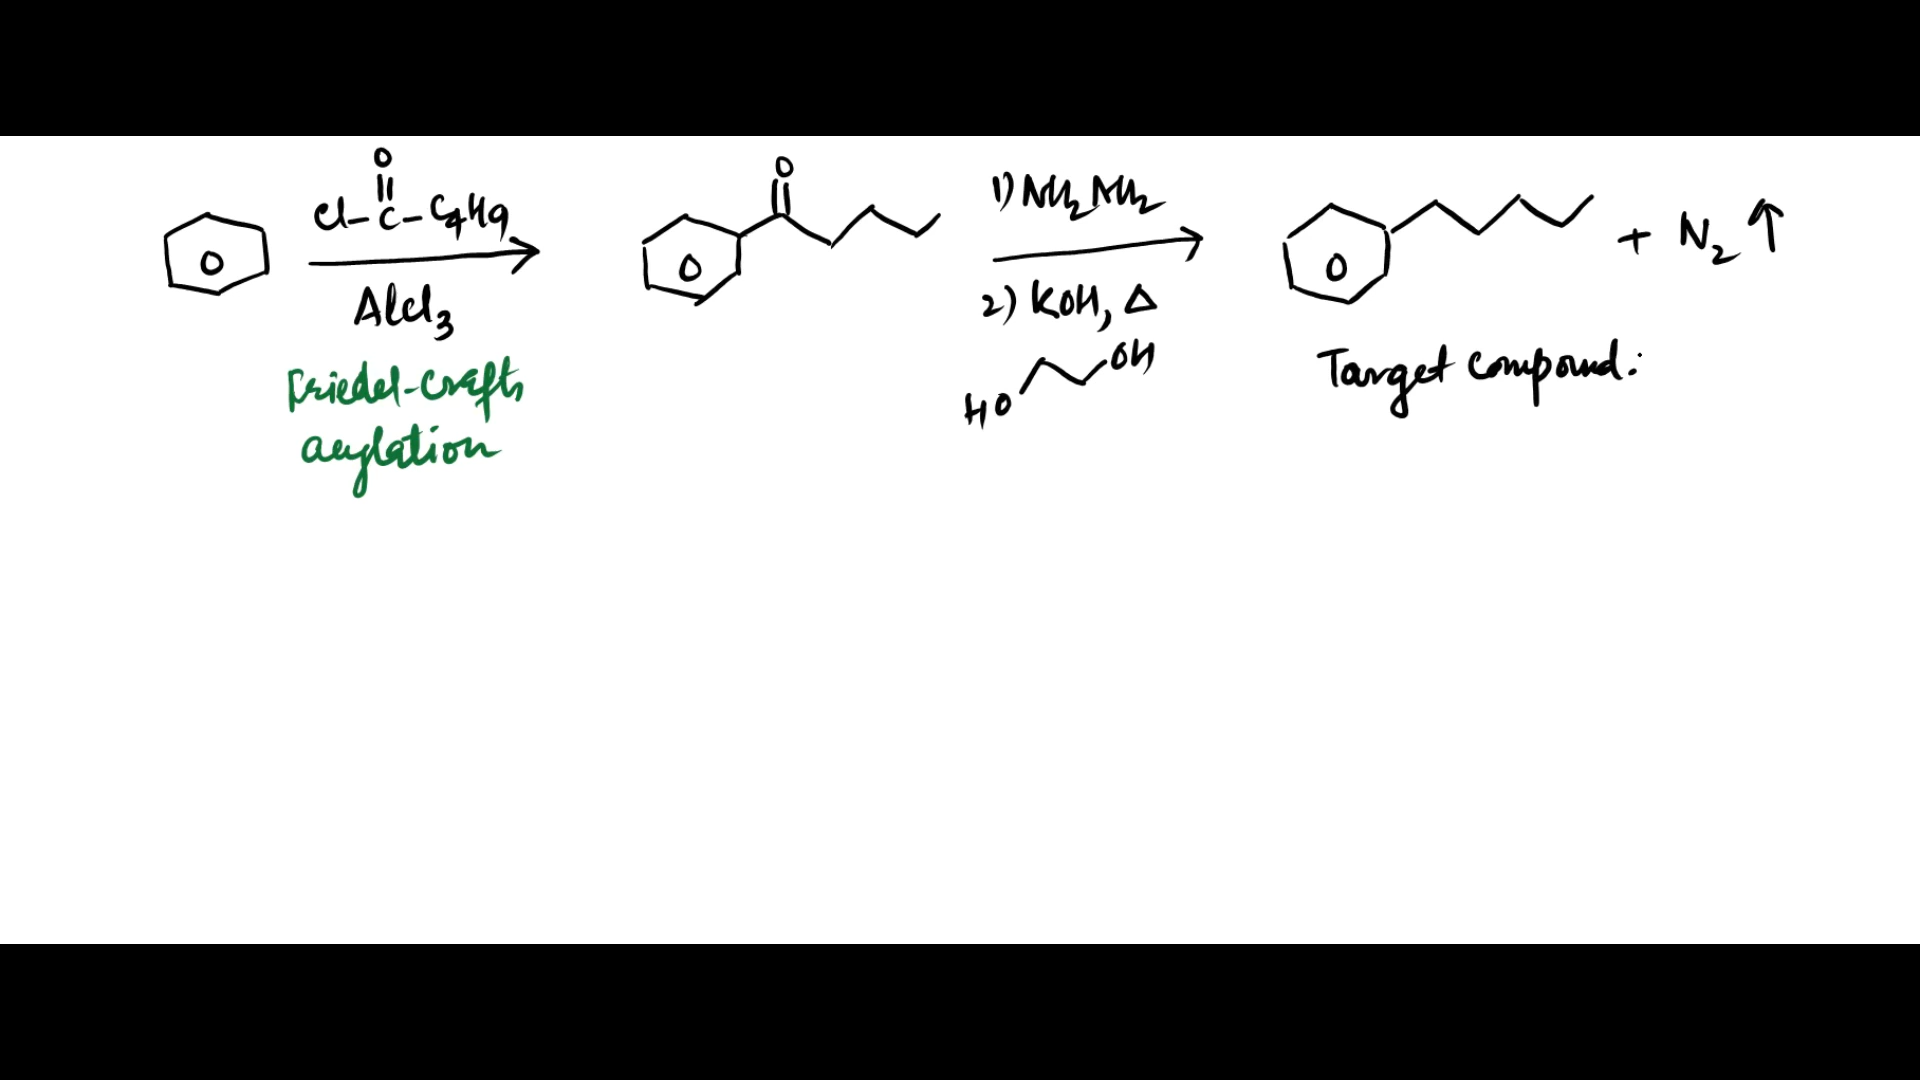 O
Cl-C-C4H9
AlCl3
Friedel-Crafts
acylation
O
1) NH2NH2
2) KOH, Δ
HO OH
+ N2 ↑
Target compound: